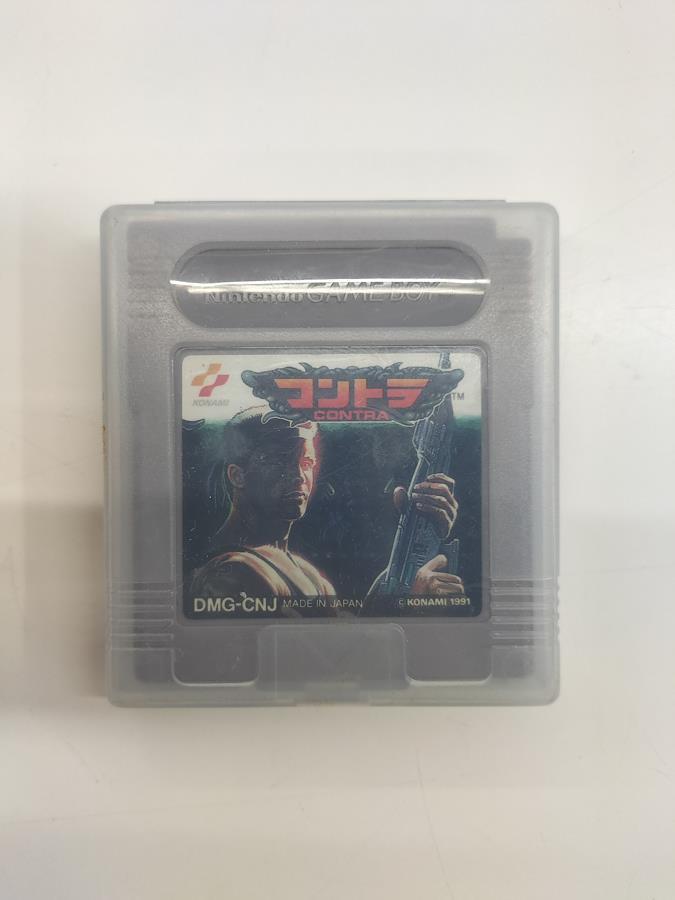 Nintendo GAME BOY
KONAMI
コントラ
CONTRA
TM
DMG-CNJ MADE IN JAPAN © KONAMI 1991